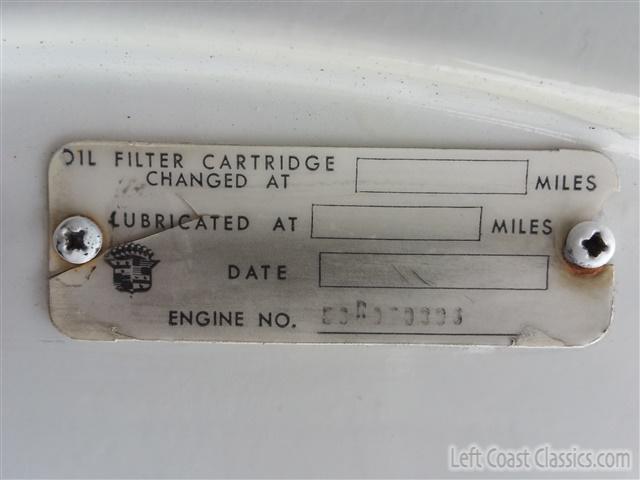 OIL FILTER CARTRIDGE
CHANGED AT MILES
LUBRICATED AT MILES
DATE
ENGINE NO.
Left Coast Classics.com